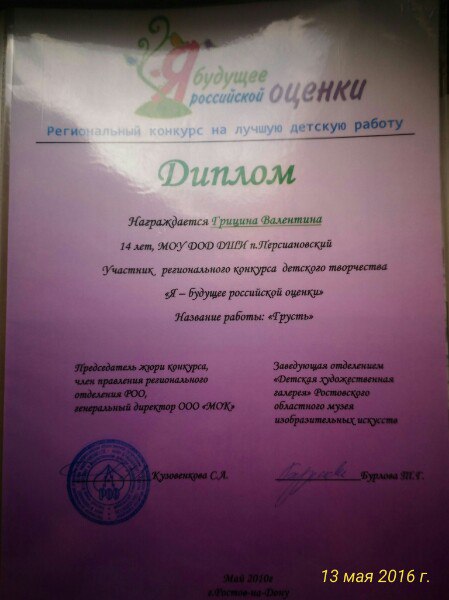 Я будущее
российской оценки
Региональный конкурс на лучшую детскую работу
Диплом
Награждается Грицина Валентина
14 лет, МОУ ДОД ДШИ п.Персиановский
Участник регионального конкурса детского творчества
«Я – будущее российской оценки»
Название работы: «Грусть»
Председатель жюри конкурса,
член правления регионального
отделения РОО,
генеральный директор ООО «МОК»
Кузовенкова С.А.
РОО
Заведующая отделением
«Детская художественная
галерея» Ростовского
областного музея
изобразительных искусств
Бурлова Т.Г.
Май 2010г
г.Ростов-на-Дону
13 мая 2016 г.